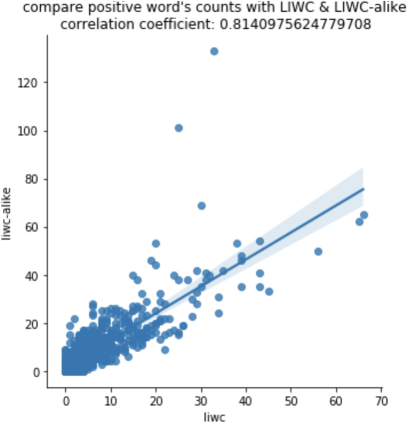 compare positive word's counts with LIWC & LIWC-alike
correlation coefficient: 0.8140975624779708
120
100
80
60
40
20
0
liwc-alike
0 10 20 30 40 50 60 70
liwc